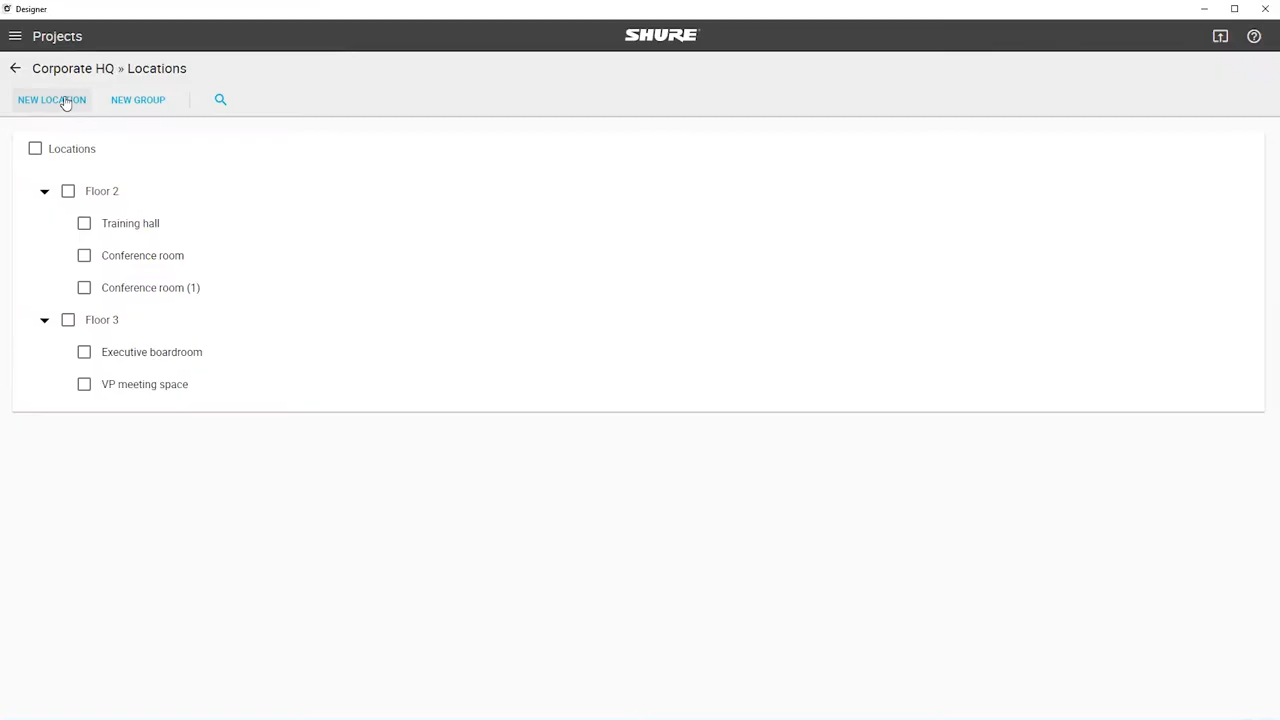 Designer
Projects
SHURE
Corporate HQ » Locations
NEW LOCATION NEW GROUP
Locations
Floor 2
Training hall
Conference room
Conference room (1)
Floor 3
Executive boardroom
VP meeting space